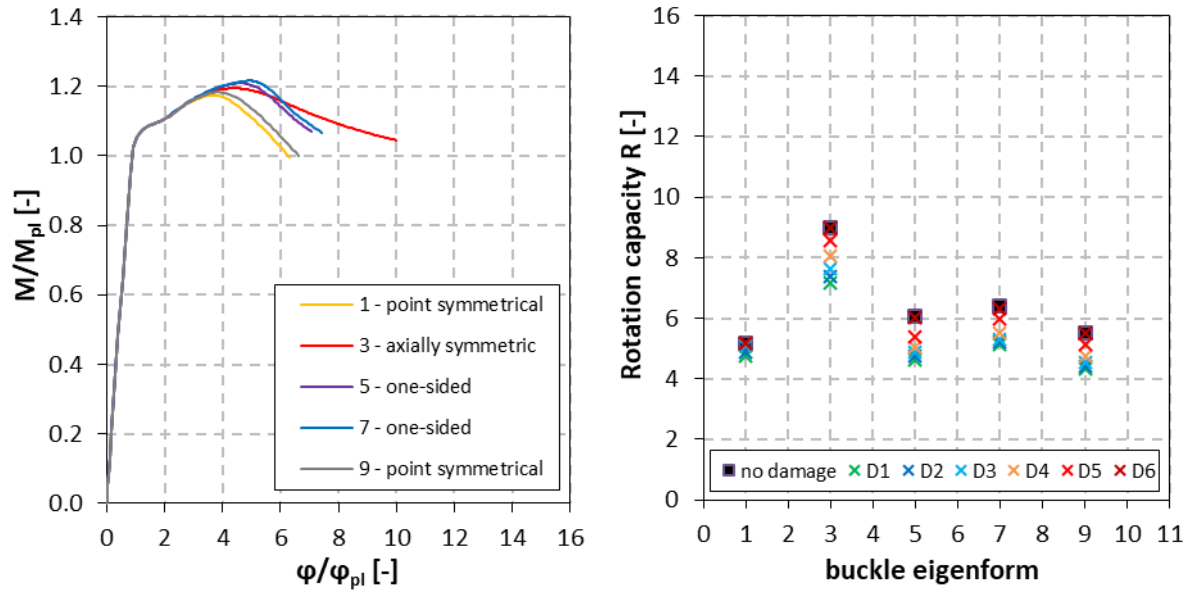 1.4
1.2
1.0
0.8
0.6
0.4
0.2
0.0
M/Mpl [-]
1 - point symmetrical
3 - axially symmetric
5 - one-sided
7 - one-sided
9 - point symmetrical
0 2 4 6 8 10 12 14 16
φ/φpl [-]
16
14
12
10
8
6
4
2
0
Rotation capacity R [-]
no damage D1 D2 D3 D4 D5 D6
0 1 2 3 4 5 6 7 8 9 10 11
buckle eigenform